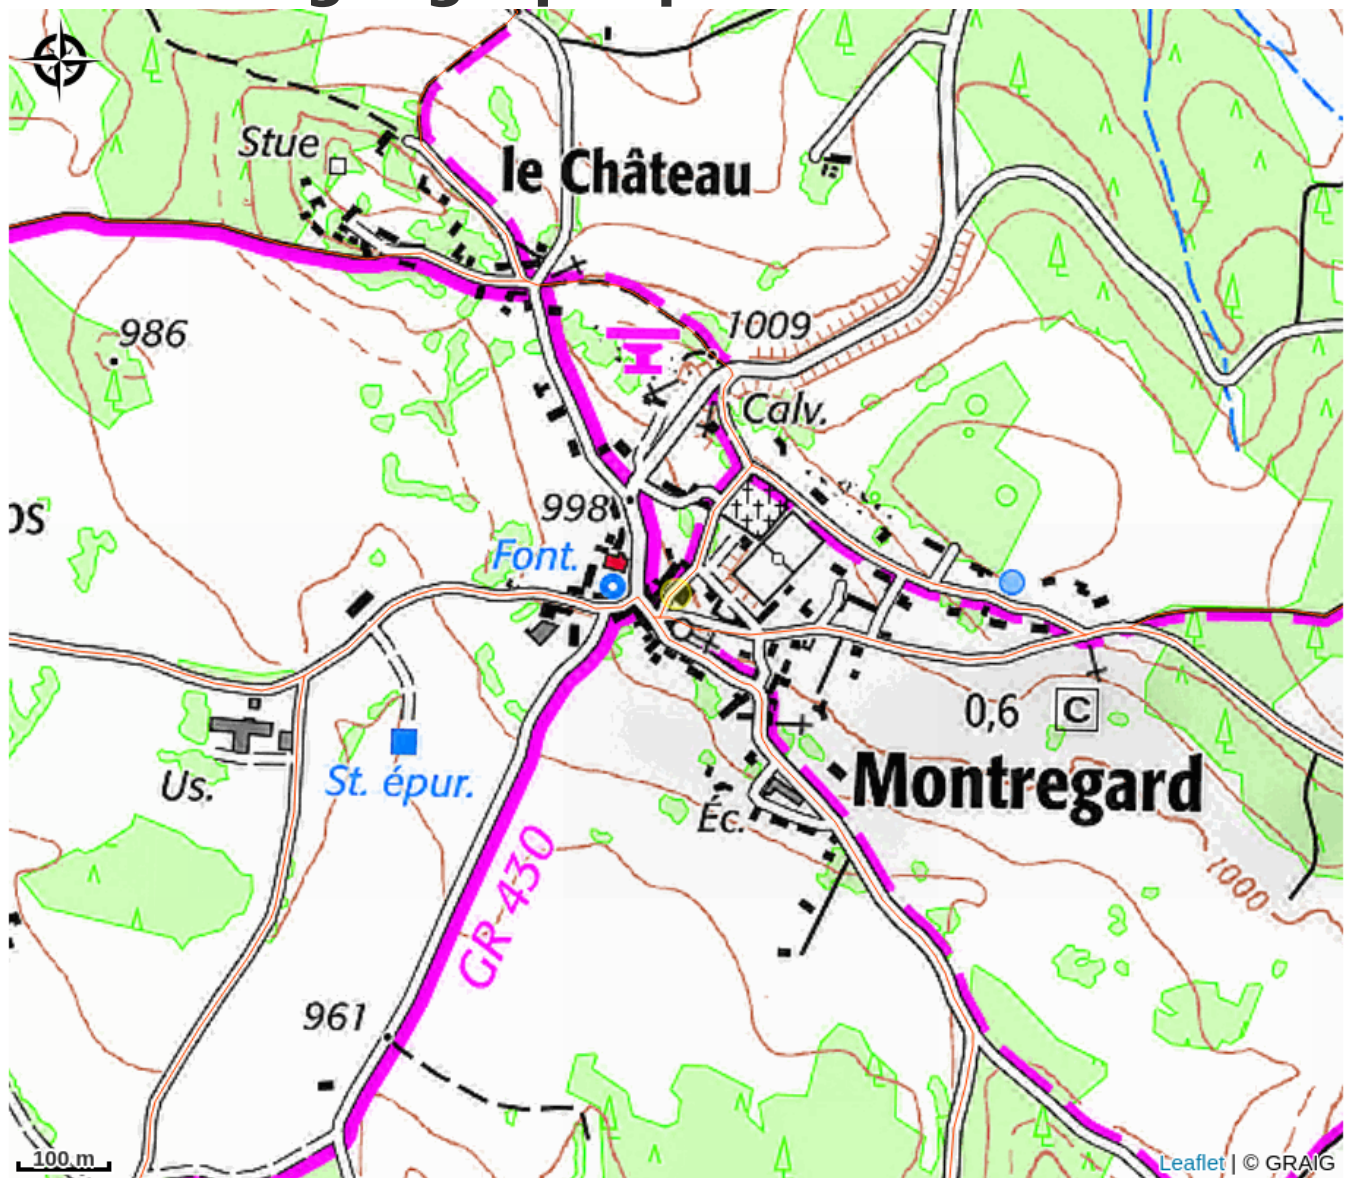 Stue
le Château
986
1009
Calv.
os
998
Font.
0,6 C
Us.
St. épur.
Montregard
Éc.
GR 430
1000
961
100 m
Leaflet | © GRAIG